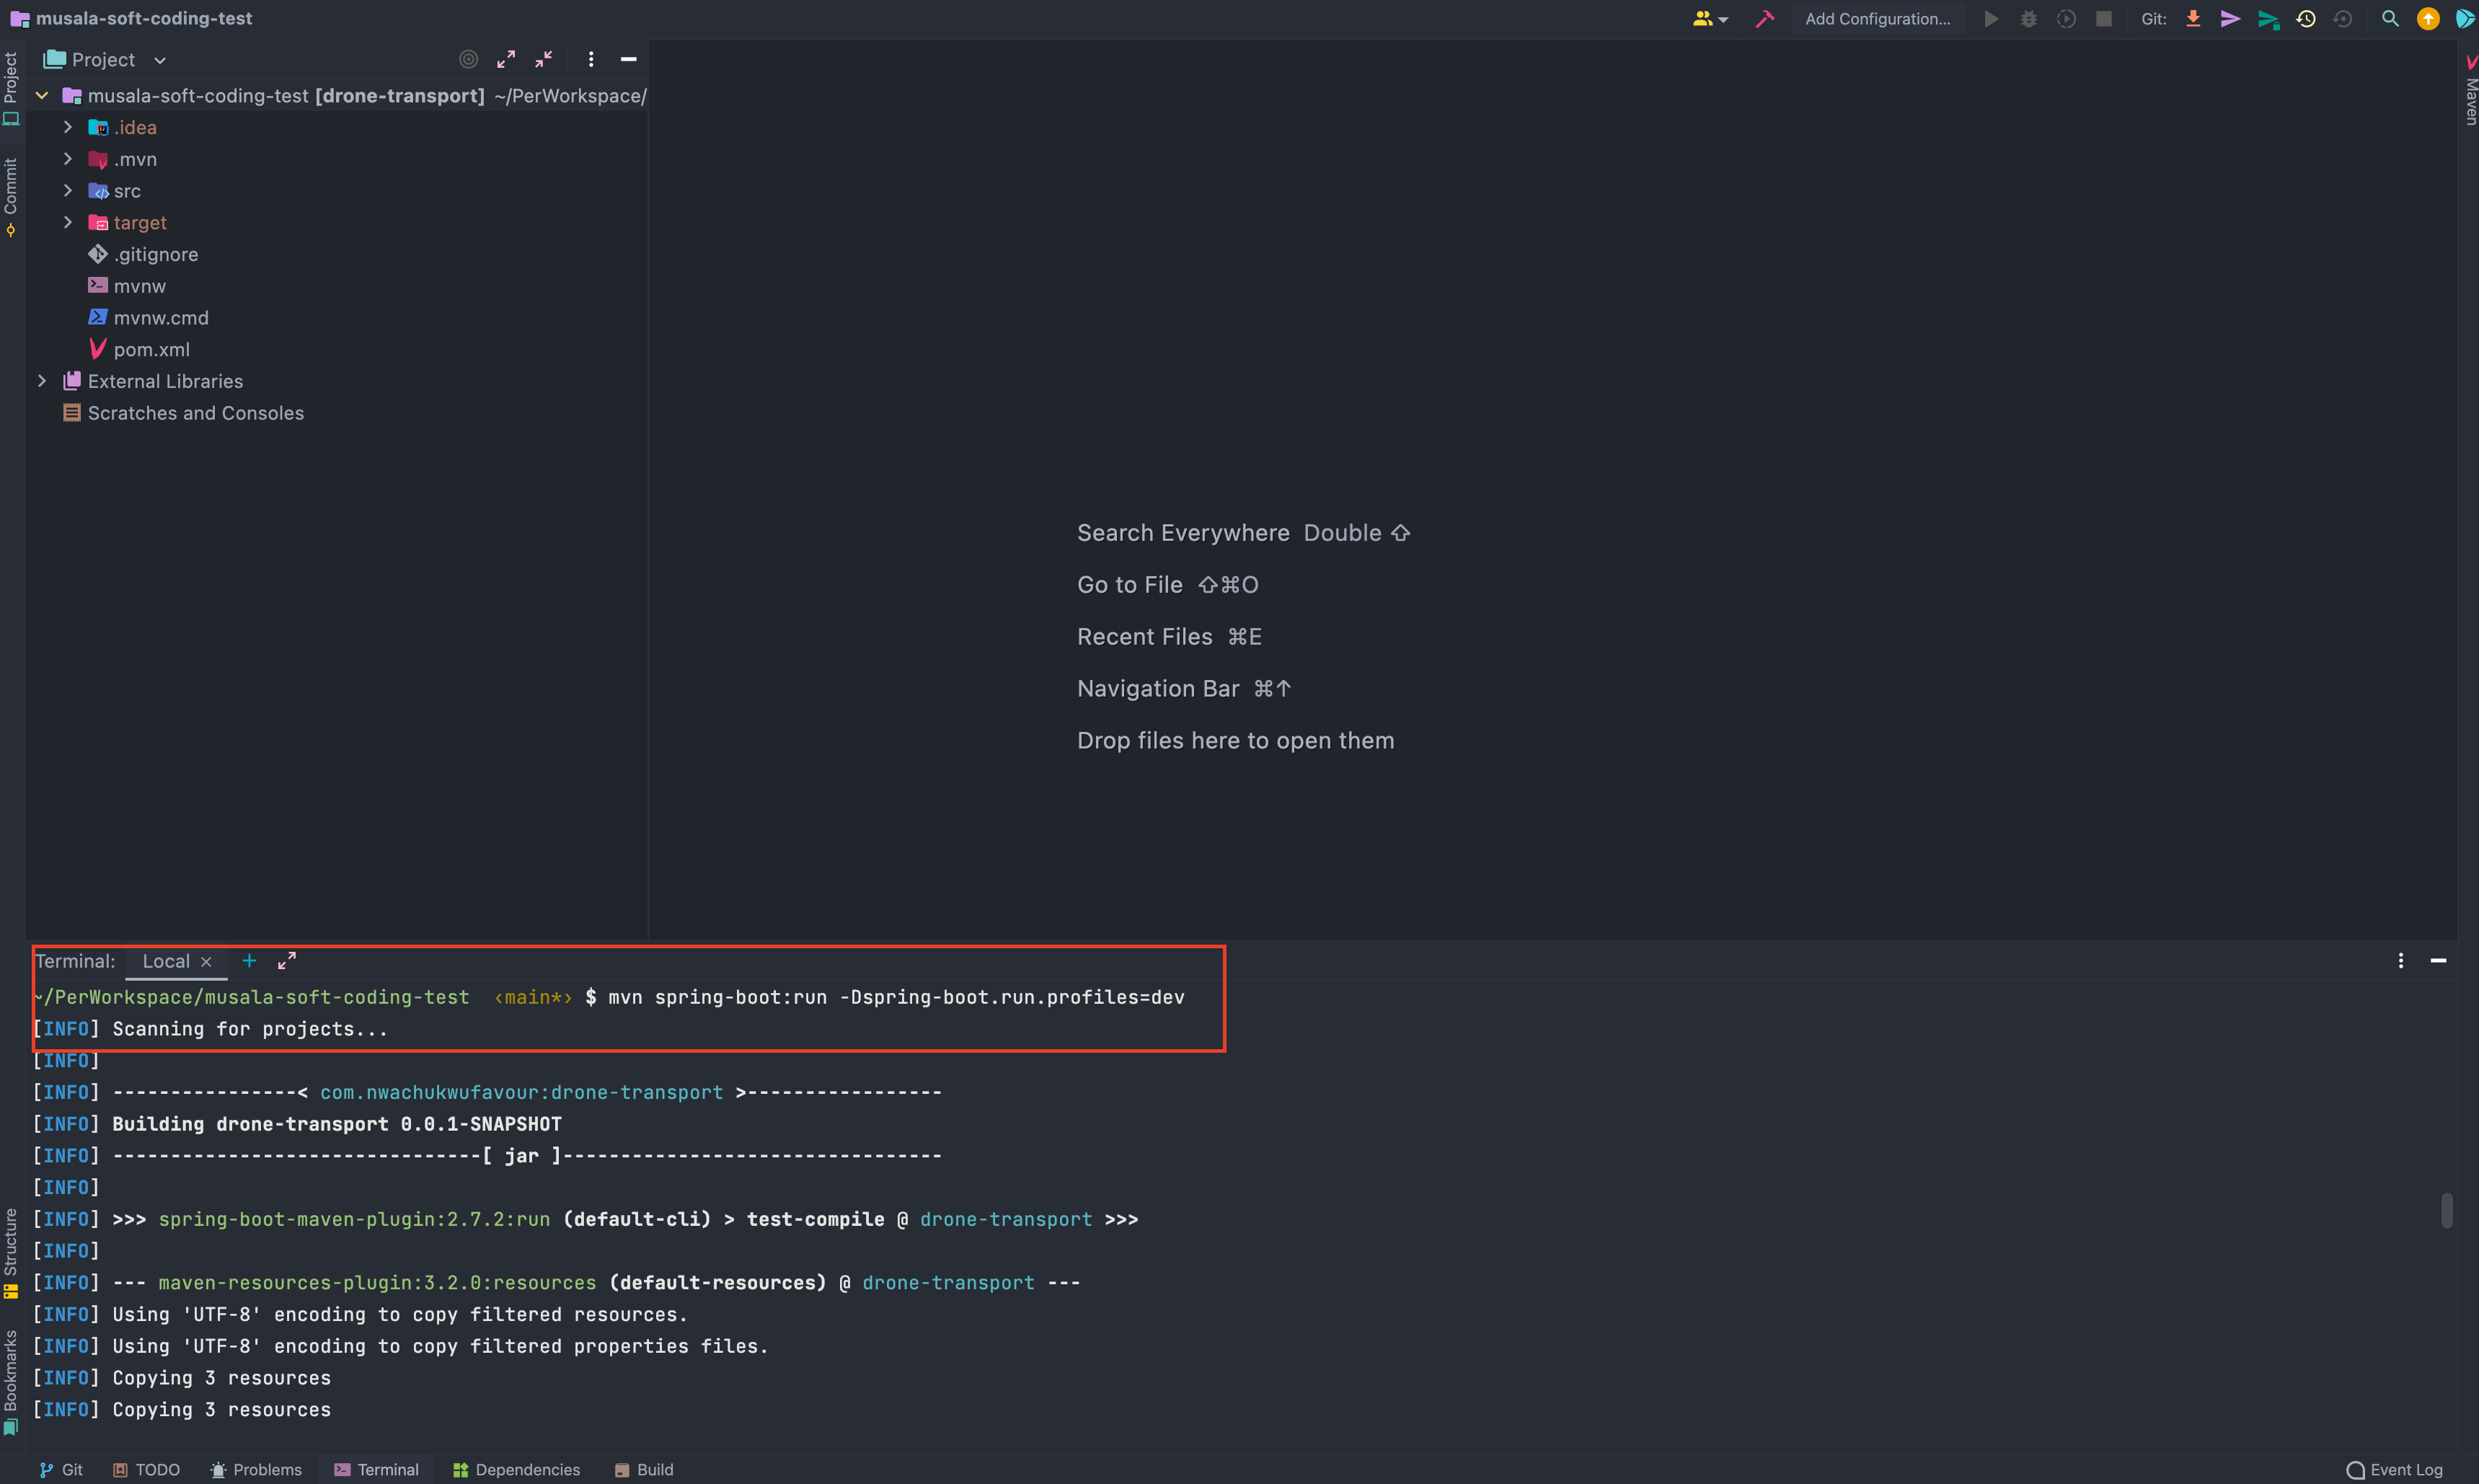 musala-soft-coding-test
Add Configuration...
Git:
Project
Project
Commit
Maven
musala-soft-coding-test [drone-transport] ~/PerWorkspace/
.idea
.mvn
src
target
.gitignore
mvnw
mvnw.cmd
pom.xml
External Libraries
Scratches and Consoles
Search Everywhere Double ⇧
Go to File ⇧⌘O
Recent Files ⌘E
Navigation Bar ⌘↑
Drop files here to open them
Terminal: Local × +
~/PerWorkspace/musala-soft-coding-test ‹main*› $ mvn spring-boot:run -Dspring-boot.run.profiles=dev
[INFO] Scanning for projects...
[INFO]
[INFO] ----------------< com.nwachukwufavour:drone-transport >-----------------
[INFO] Building drone-transport 0.0.1-SNAPSHOT
[INFO] --------------------------------[ jar ]---------------------------------
[INFO]
[INFO] >>> spring-boot-maven-plugin:2.7.2:run (default-cli) > test-compile @ drone-transport >>>
[INFO]
[INFO] --- maven-resources-plugin:3.2.0:resources (default-resources) @ drone-transport ---
[INFO] Using 'UTF-8' encoding to copy filtered resources.
[INFO] Using 'UTF-8' encoding to copy filtered properties files.
[INFO] Copying 3 resources
[INFO] Copying 3 resources
Structure
Bookmarks
Git
TODO
Problems
Terminal
Dependencies
Build
Event Log